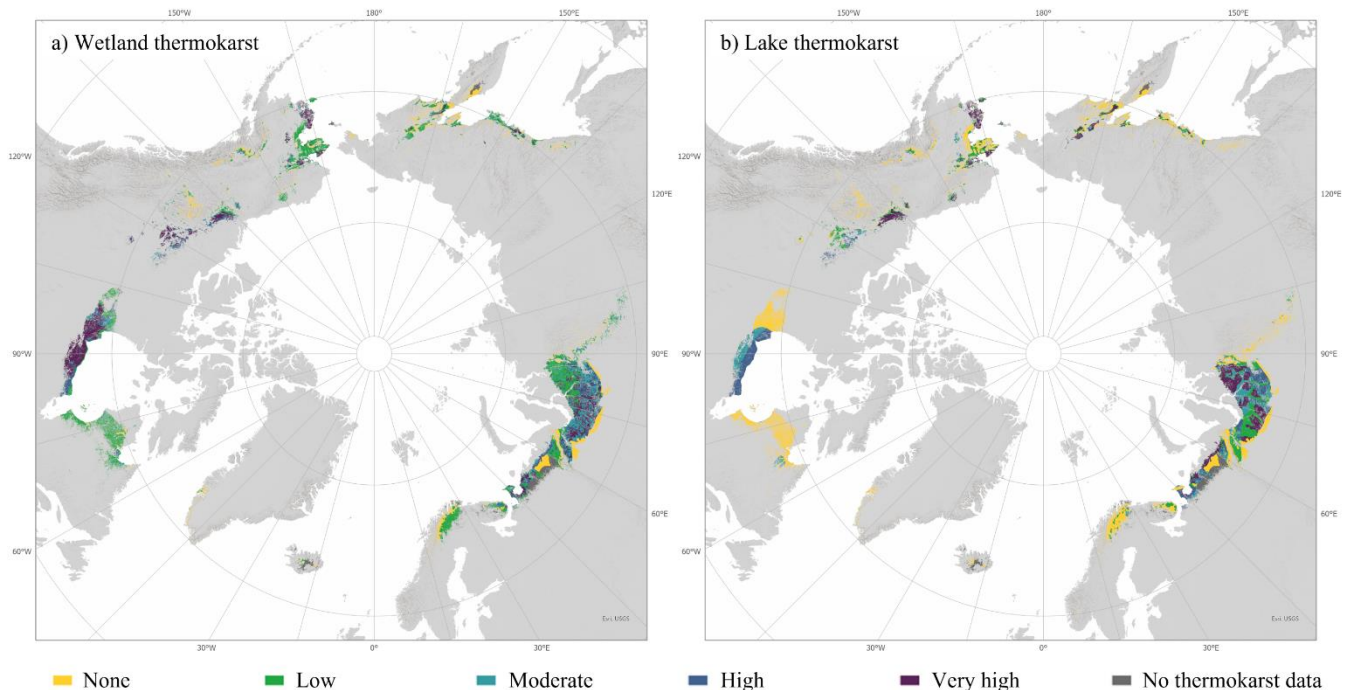 150°W 180° 150°E 150°W 180° 150°E
a) Wetland thermokarst b) Lake thermokarst
120°W 120°E 120°W 120°E
90°W 90°E 90°W 90°E
60°W 60°E 60°W 60°E
Esri, USGS Esri, USGS
30°W 0° 30°E 30°W 0° 30°E
None Low Moderate High Very high No thermokarst data